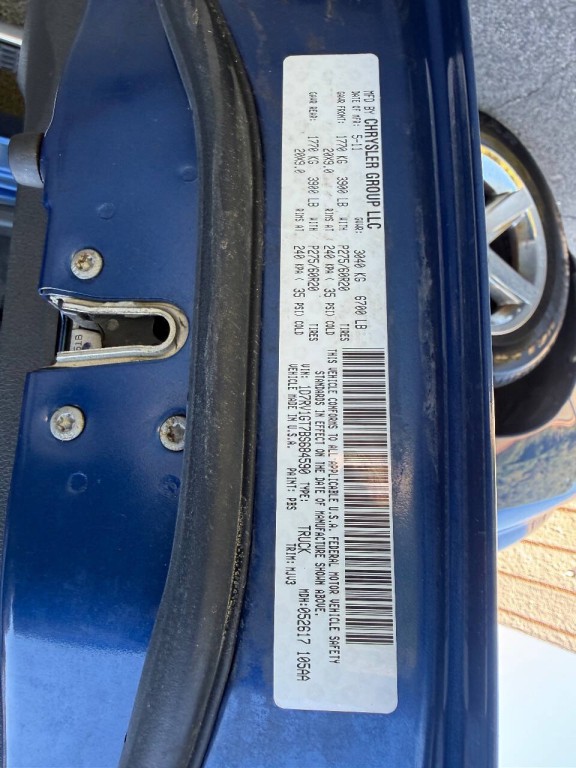 MFD BY CHRYSLER GROUP LLC
DATE OF MFR: 5-11 GVWR: 3040 KG 6700 LB
GAWR FRONT: 1770 KG 3900 LB WITH P275/60R20 TIRES
20X9.0 RIMS AT 240 KPA ( 35 PSI) COLD
GAWR REAR: 1770 KG 3900 LB WITH P275/60R20 TIRES
20X9.0 RIMS AT 240 KPA ( 35 PSI) COLD
THIS VEHICLE CONFORMS TO ALL APPLICABLE U.S.A. FEDERAL MOTOR VEHICLE SAFETY
STANDARDS IN EFFECT ON THE DATE OF MANUFACTURE SHOWN ABOVE.
VIN: 1D7RV1GT7BS684590 TYPE: TRUCK MDH:052617 105AA
VEHICLE MADE IN U.S.A. PAINT: PBS TRIM: MJV3